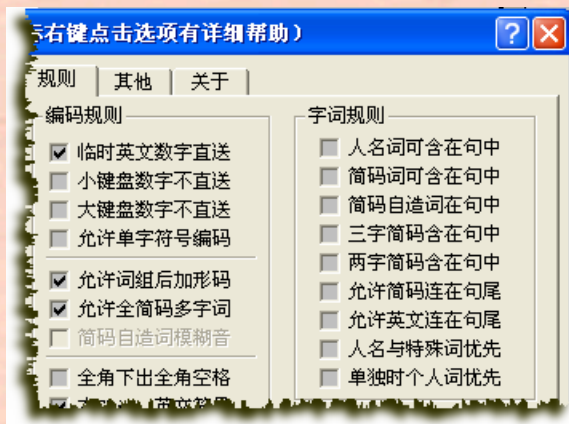 右键点击选项有详细帮助）
规则 其他 关于
编码规则
临时英文数字直送
小键盘数字不直送
大键盘数字不直送
允许单字符号编码
允许词组后加形码
允许全简码多字词
简码自造词模糊音
全角下出全角空格
字词规则
人名词可含在句中
简码词可含在句中
简码自造词在句中
三字简码含在句中
两字简码含在句中
允许简码连在句尾
允许英文连在句尾
人名与特殊词优先
单独时个人词优先